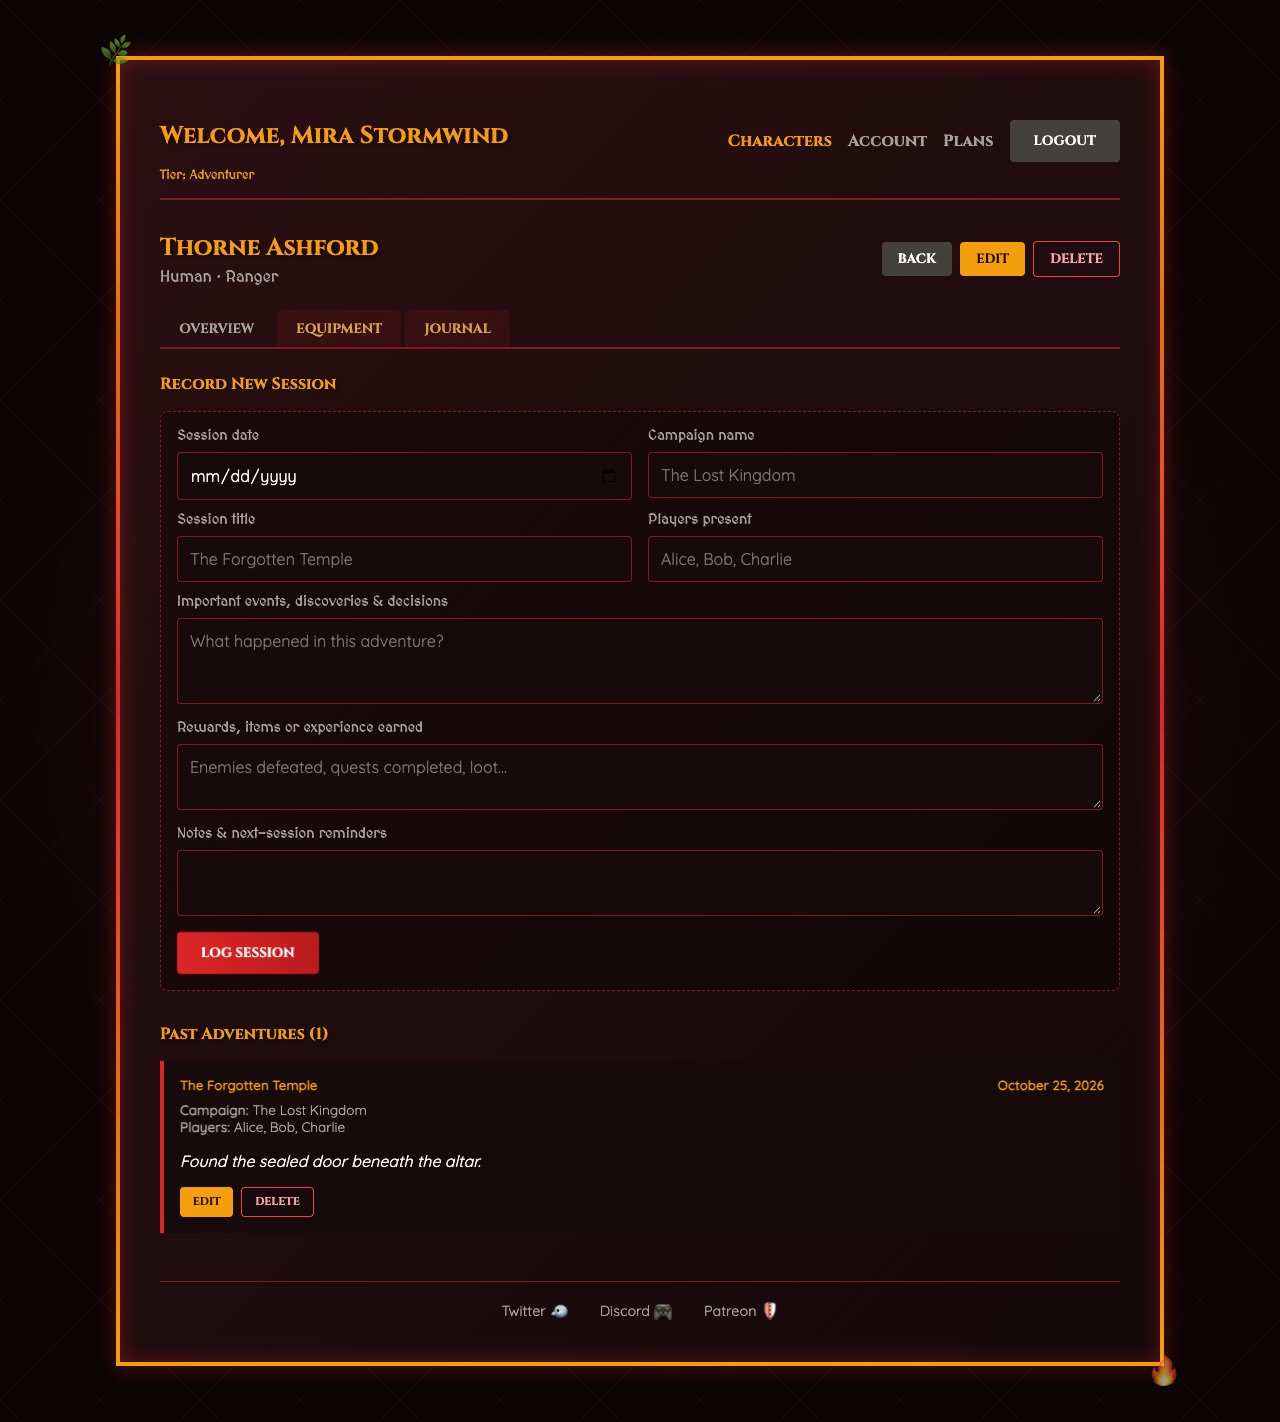 Welcome, Mira Stormwind
Characters Account Plans LOGOUT
Tier: Adventurer
Thorne Ashford
Human · Ranger
BACK EDIT DELETE
OVERVIEW EQUIPMENT JOURNAL
Record New Session
Session date Campaign name
mm/dd/yyyy The Lost Kingdom
Session title Players present
The Forgotten Temple Alice, Bob, Charlie
Important events, discoveries & decisions
What happened in this adventure?
Rewards, items or experience earned
Enemies defeated, quests completed, loot...
Notes & next-session reminders
LOG SESSION
Past Adventures (1)
The Forgotten Temple October 25, 2026
Campaign: The Lost Kingdom
Players: Alice, Bob, Charlie
Found the sealed door beneath the altar.
EDIT DELETE
Twitter Discord Patreon